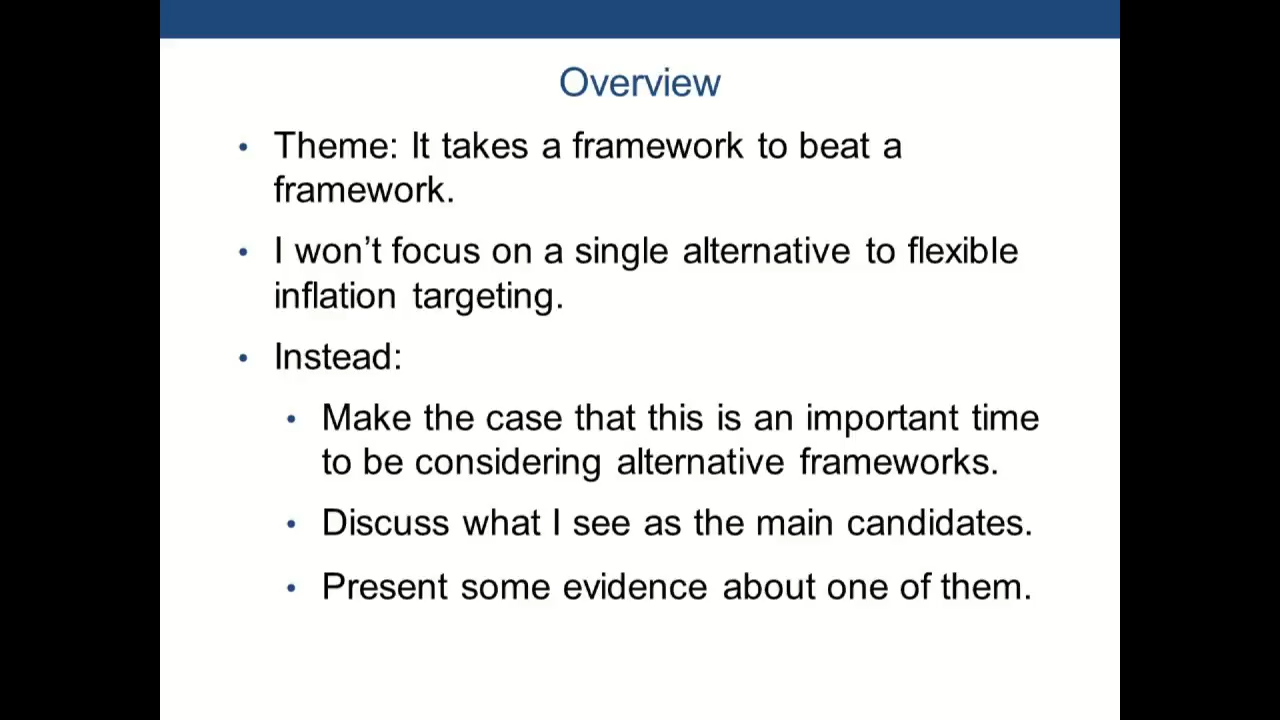 Overview
• Theme: It takes a framework to beat a
framework.
• I won’t focus on a single alternative to flexible
inflation targeting.
• Instead:
• Make the case that this is an important time
to be considering alternative frameworks.
• Discuss what I see as the main candidates.
• Present some evidence about one of them.